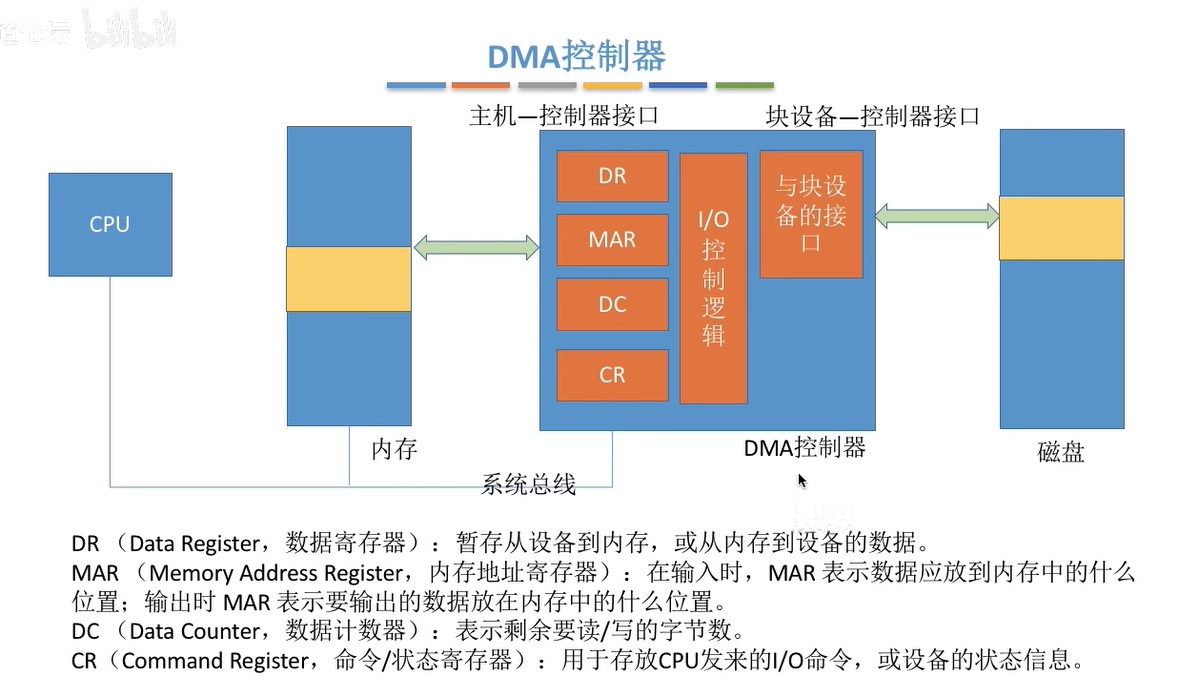 bilibili
DMA控制器
主机—控制器接口
块设备—控制器接口
CPU
DR
MAR
DC
CR
I/O
控
制
逻
辑
与块设
备的接
口
内存
DMA控制器
磁盘
系统总线
DR （Data Register，数据寄存器）：暂存从设备到内存，或从内存到设备的数据。
MAR （Memory Address Register，内存地址寄存器）：在输入时，MAR 表示数据应放到内存中的什么
位置；输出时 MAR 表示要输出的数据放在内存中的什么位置。
DC （Data Counter，数据计数器）：表示剩余要读/写的字节数。
CR（Command Register，命令/状态寄存器）：用于存放CPU发来的I/O命令，或设备的状态信息。